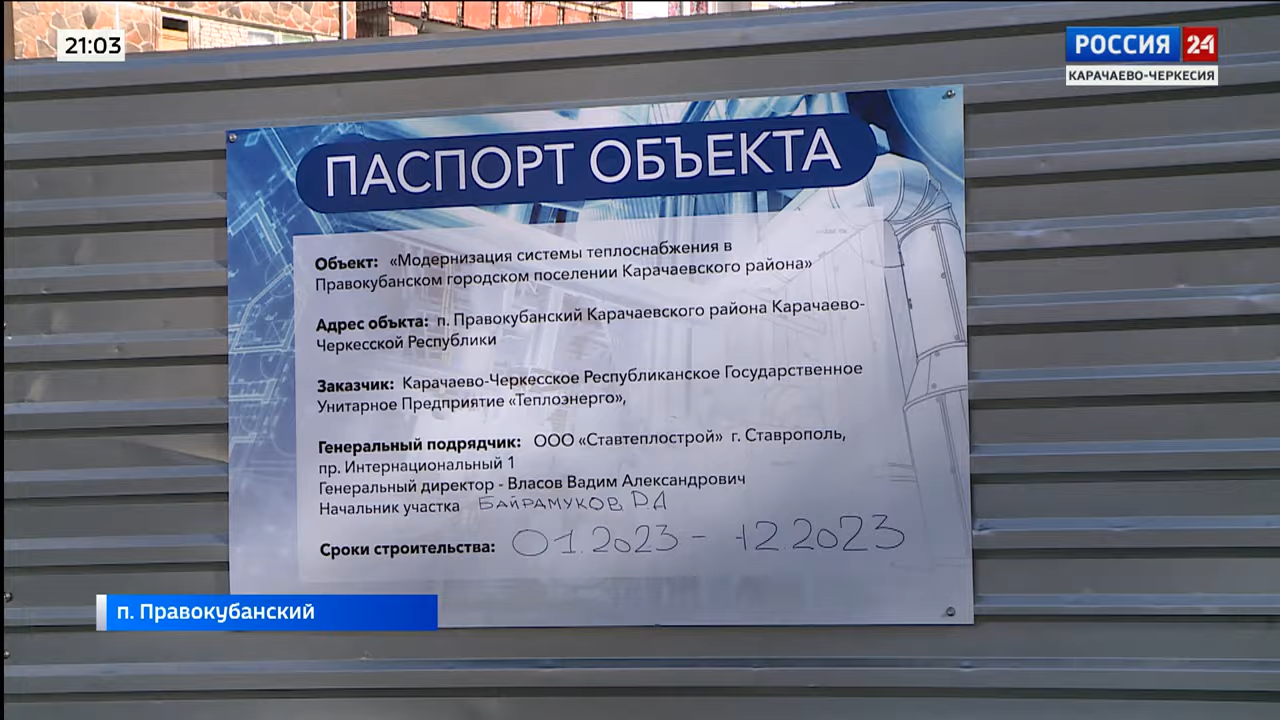 21:03
РОССИЯ 24
КАРАЧАЕВО-ЧЕРКЕСИЯ
ПАСПОРТ ОБЪЕКТА
Объект: «Модернизация системы теплоснабжения в
Правокубанском городском поселении Карачаевского района»
Адрес объкта: п. Правокубанский Карачаевского района Карачаево-
Черкесской Республики
Заказчик: Карачаево-Черкесское Республиканское Государственное
Унитарное Предприятие «Теплоэнерго»,
Генеральный подрядчик: ООО «Ставтеплострой» г. Ставрополь,
пр. Интернациональный 1
Генеральный директор - Власов Вадим Александрович
Начальник участка БАЙРАМУКОВ РА
Сроки строительства: 01.2023 - 12.2023
п. Правокубанский